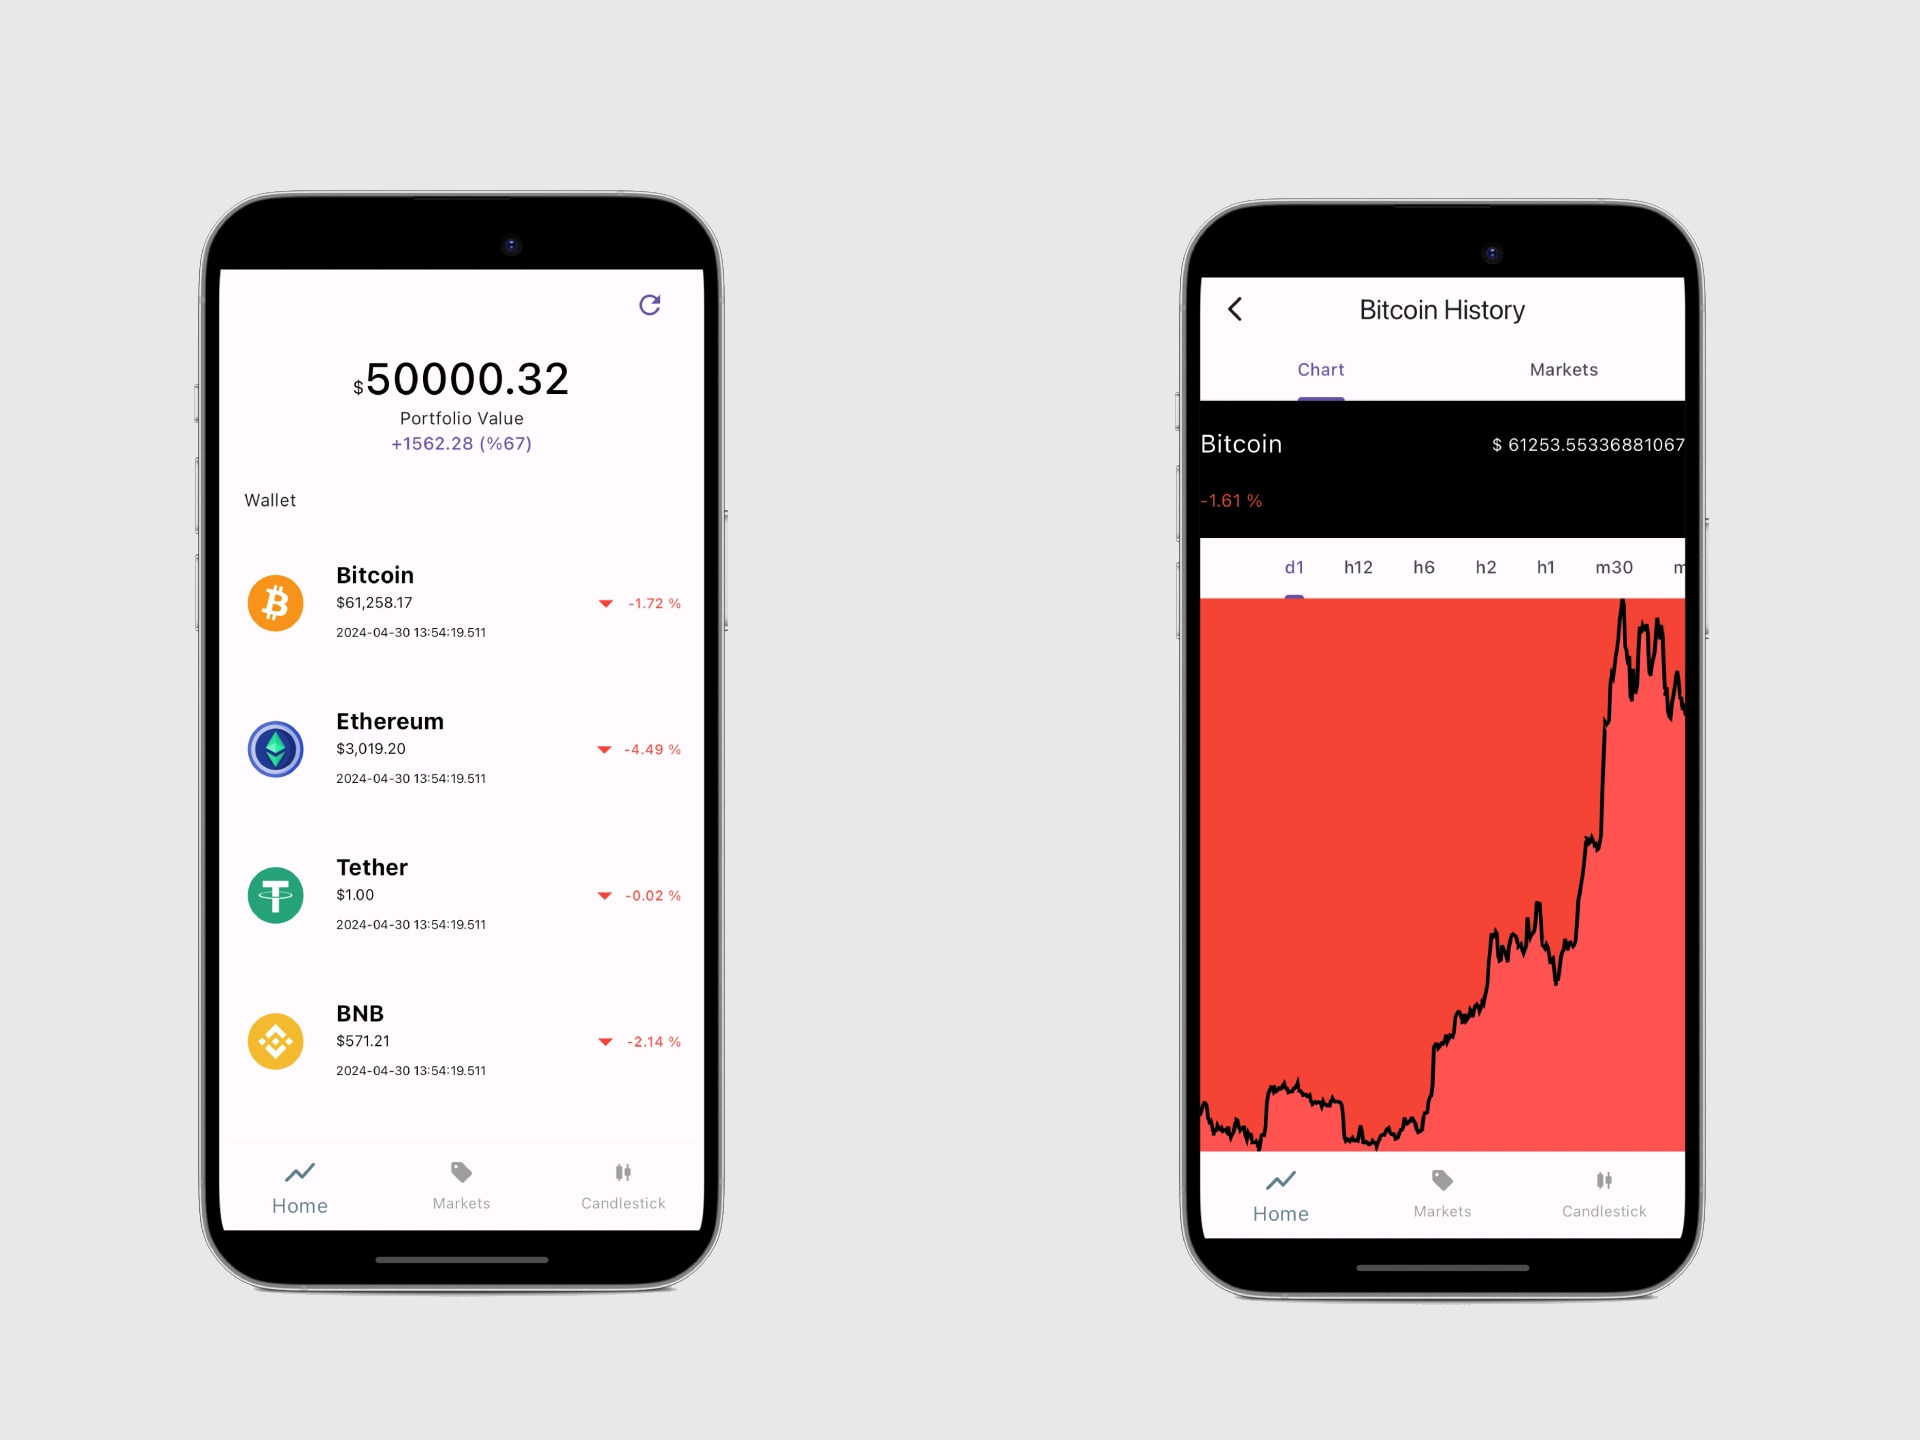 $50000.32
Portfolio Value
+1562.28 (%67)
Wallet
Bitcoin
$61,258.17
-1.72 %
2024-04-30 13:54:19.511
Ethereum
$3,019.20
-4.49 %
2024-04-30 13:54:19.511
Tether
$1.00
-0.02 %
2024-04-30 13:54:19.511
BNB
$571.21
-2.14 %
2024-04-30 13:54:19.511
Home Markets Candlestick
Bitcoin History
Chart Markets
Bitcoin $ 61253.55336881067
-1.61 %
d1 h12 h6 h2 h1 m30
Home Markets Candlestick